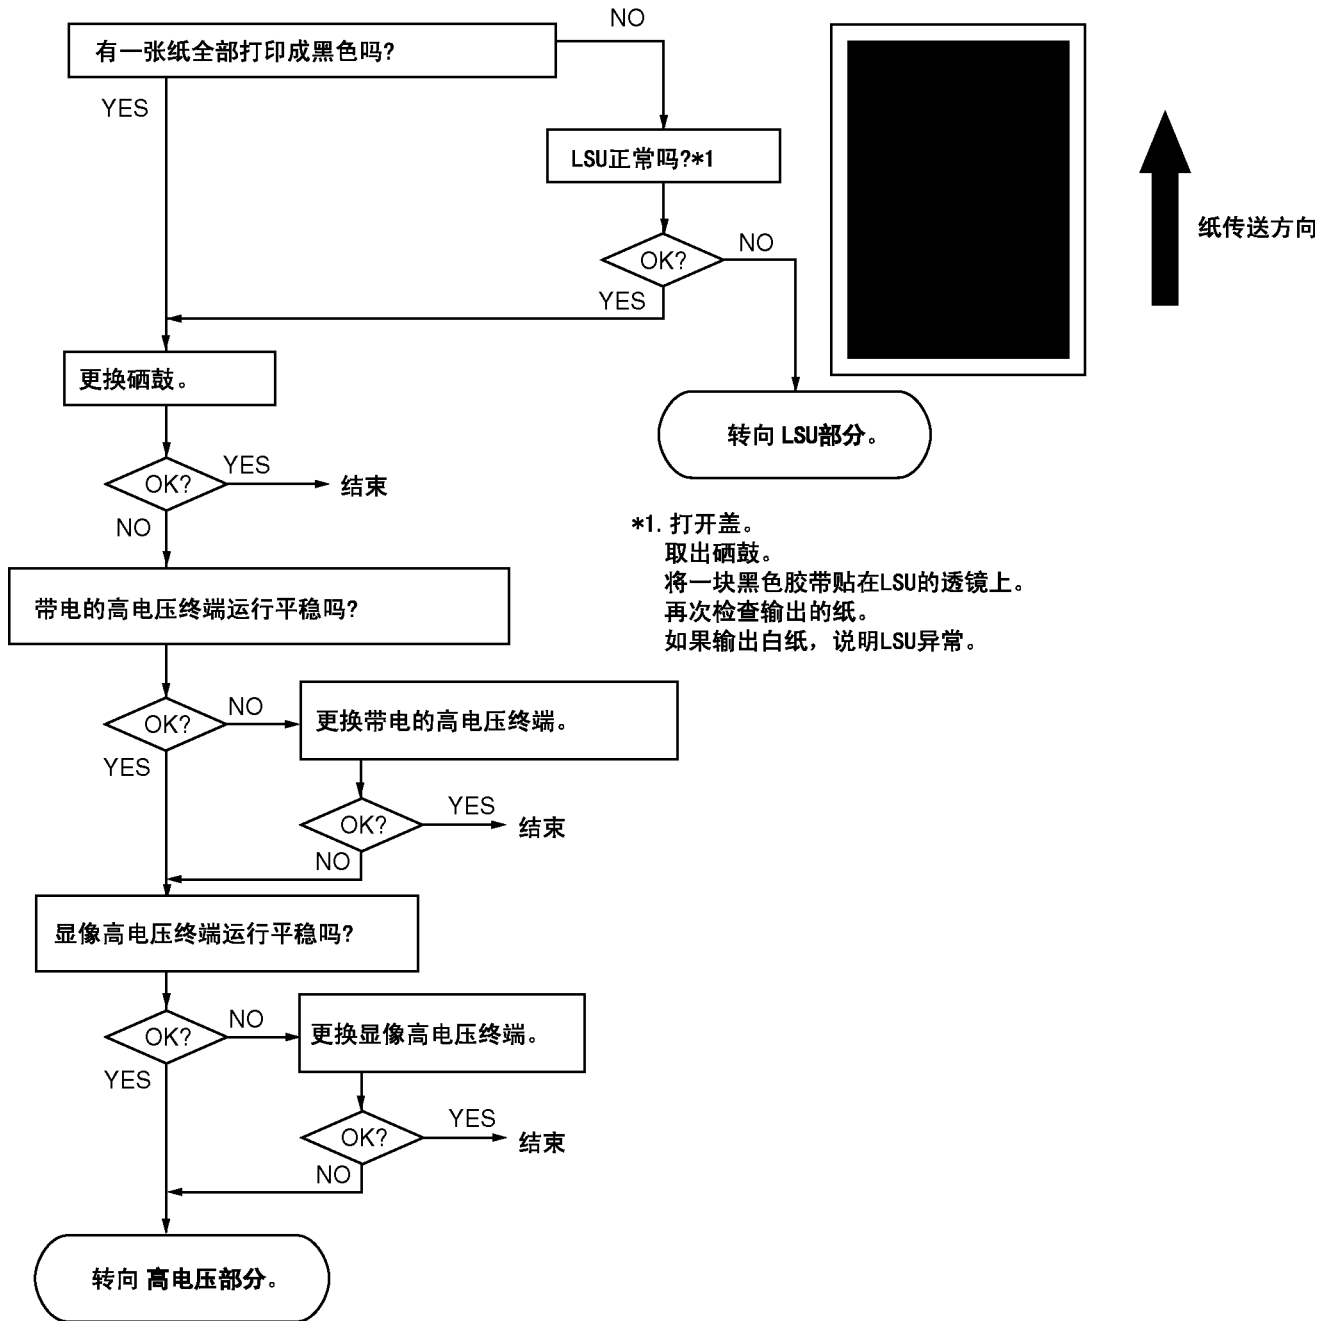 有一张纸全部打印成黑色吗?
NO
YES
LSU正常吗?*1
OK?
NO
YES
纸传送方向
更换硒鼓。
转向 LSU部分。
OK?
YES
结束
NO
*1. 打开盖。
取出硒鼓。
将一块黑色胶带贴在LSU的透镜上。
再次检查输出的纸。
如果输出白纸，说明LSU异常。
带电的高电压终端运行平稳吗?
OK?
NO
YES
更换带电的高电压终端。
OK?
YES
结束
NO
显像高电压终端运行平稳吗?
OK?
NO
YES
更换显像高电压终端。
OK?
YES
结束
NO
转向 高电压部分。